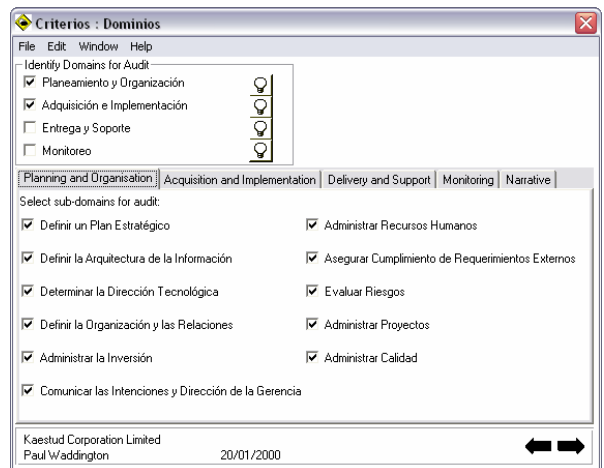 Criterios : Dominios
File Edit Window Help
Identify Domains for Audit
Planeamiento y Organización
Adquisición e Implementación
Entrega y Soporte
Monitoreo
Planning and Organisation Acquisition and Implementation Delivery and Support Monitoring Narrative
Select sub-domains for audit:
Definir un Plan Estratégico Administrar Recursos Humanos
Definir la Arquitectura de la Información Asegurar Cumplimiento de Requerimientos Externos
Determinar la Dirección Tecnológica Evaluar Riesgos
Definir la Organización y las Relaciones Administrar Proyectos
Administrar la Inversión Administrar Calidad
Comunicar las Intenciones y Dirección de la Gerencia
Kaestud Corporation Limited
Paul Waddington 20/01/2000